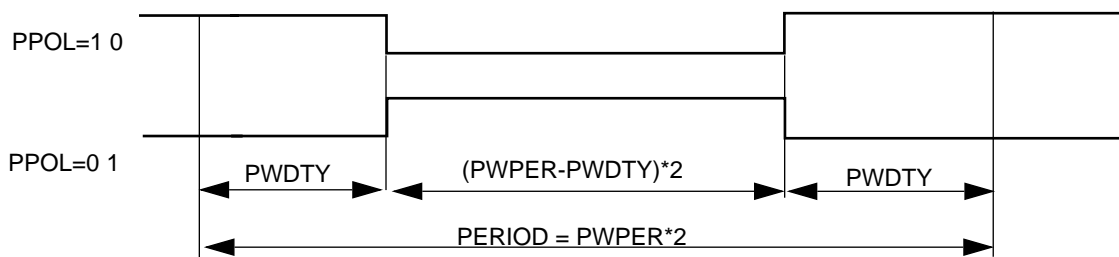 PPOL=1 0
PPOL=0 1
PWDTY
(PWPER-PWDTY)*2
PWDTY
PERIOD = PWPER*2